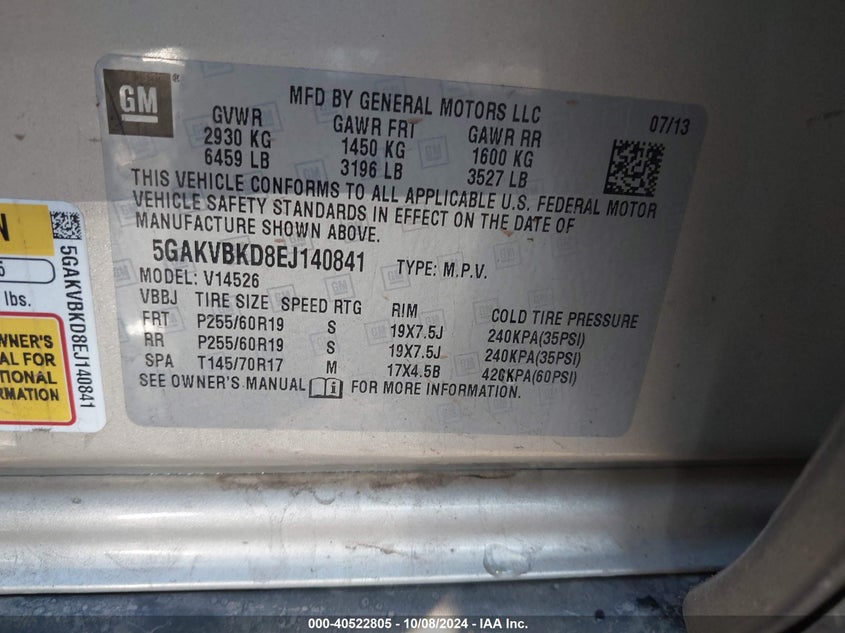 GM
MFD BY GENERAL MOTORS LLC
07/13
GVWR GAWR FRT GAWR RR
2930 KG 1450 KG 1600 KG
6459 LB 3196 LB 3527 LB
THIS VEHICLE CONFORMS TO ALL APPLICABLE U.S. FEDERAL MOTOR
VEHICLE SAFETY STANDARDS IN EFFECT ON THE DATE OF
MANUFACTURE SHOWN ABOVE.
5GAKVBKD8EJ140841 TYPE: M.P.V.
MODEL: V14526
VBBJ TIRE SIZE SPEED RTG RIM COLD TIRE PRESSURE
FRT P255/60R19 S 19X7.5J 240KPA(35PSI)
RR P255/60R19 S 19X7.5J 240KPA(35PSI)
SPA T145/70R17 M 17X4.5B 420KPA(60PSI)
SEE OWNER'S MANUAL FOR MORE INFORMATION.
N
lbs.
5GAKVBKD8EJ140841
WNER'S
AL FOR
TIONAL
RMATION
000-40522805 - 10/08/2024 - IAA Inc.